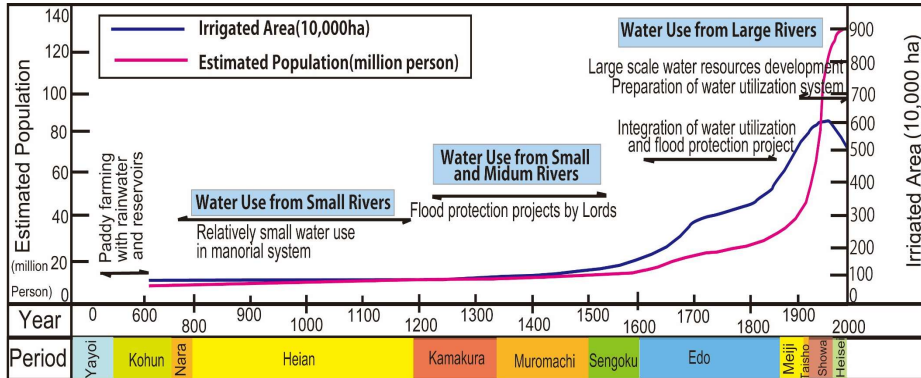 140
120
100
80
60
40
20
0
Estimated Population
(million
Person)
Irrigated Area(10,000ha)
Estimated Population(million person)
Paddy farming
with rainwater
and reservoirs
Water Use from Small Rivers
Relatively small water use
in manorial system
Water Use from Small
and Midum Rivers
Flood protection projects by Lords
Water Use from Large Rivers
Large scale water resources development
Preparation of water utilization system
Integration of water utilization
and flood protection project
900
800
700
600
500
400
300
200
100
0
Irrigated Area (10,000 ha)
Year
0 600 800 1000 1100 1200 1300 1400 1500 1600 1700 1800 1900 2000
Period
Yayoi Kohun Nara Heian Kamakura Muromachi Sengoku Edo Meiji Taisho Showa Heisei